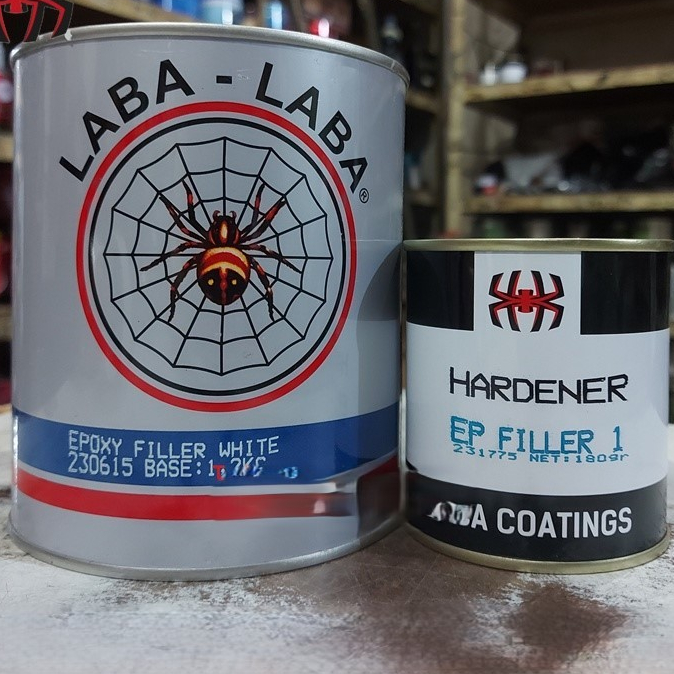 LABA - LABA®
EPOXY FILLER WHITE
230615 BASE:1,
HARDENER
EP FILLER 1
231775 NET:180gr
COATINGS